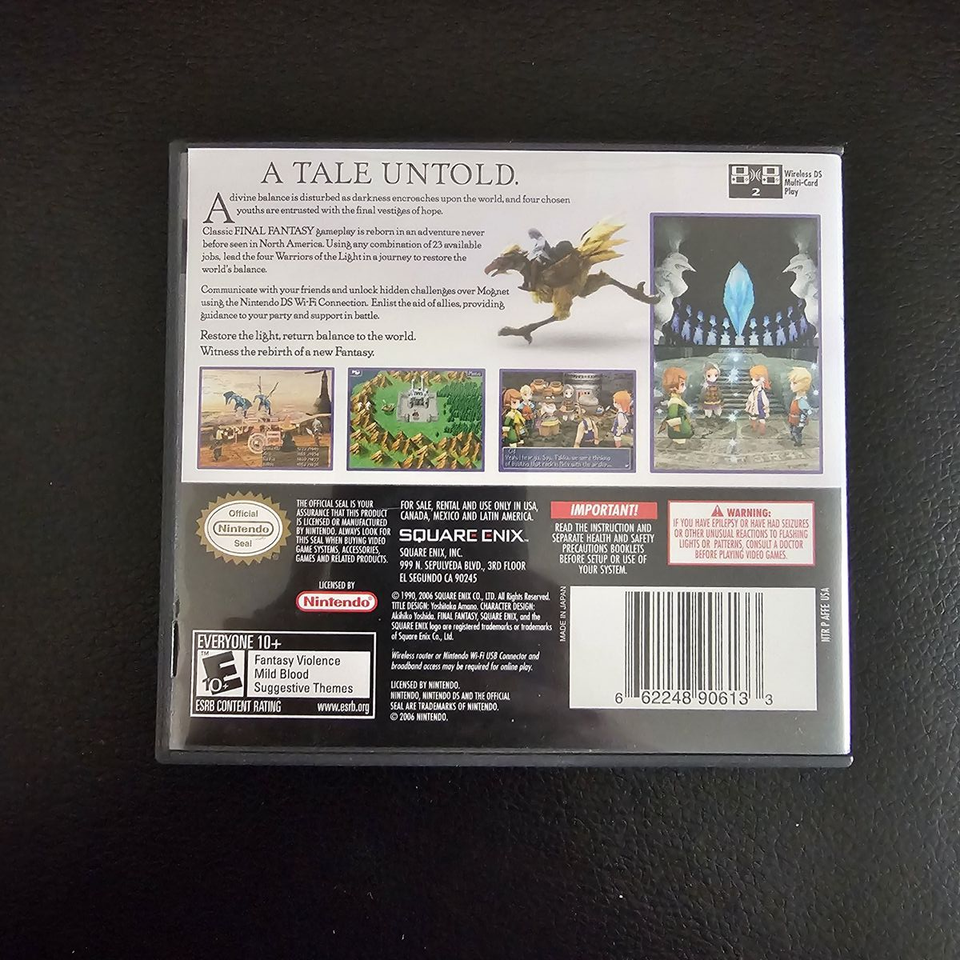 A TALE UNTOLD.
A divine balance is disturbed as darkness encroaches upon the world, and four chosen
youths are entrusted with the final vestiges of hope.
Classic FINAL FANTASY gameplay is reborn in an adventure never
before seen in North America. Using any combination of 23 available
jobs, lead the four Warriors of the Light in a journey to restore the
world's balance.
Communicate with your friends and unlock hidden challenges over Mognet
using the Nintendo DS Wi-Fi Connection. Enlist the aid of allies, providing
guidance to your party and support in battle.
Restore the light, return balance to the world.
Witness the rebirth of a new Fantasy.
2
Wireless DS
Multi-Card
Play
Cid
Official
Nintendo
Seal
THE OFFICIAL SEAL IS YOUR
ASSURANCE THAT THIS PRODUCT
IS LICENSED OR MANUFACTURED
BY NINTENDO. ALWAYS LOOK FOR
THIS SEAL WHEN BUYING VIDEO
GAME SYSTEMS, ACCESSORIES,
GAMES AND RELATED PRODUCTS.
LICENSED BY
Nintendo
EVERYONE 10+
TM
E
10+
Fantasy Violence
Mild Blood
Suggestive Themes
ESRB CONTENT RATING
www.esrb.org
FOR SALE, RENTAL AND USE ONLY IN USA,
CANADA, MEXICO AND LATIN AMERICA.
SQUARE ENIX™
SQUARE ENIX, INC.
999 N. SEPULVEDA BLVD., 3RD FLOOR
EL SEGUNDO CA 90245
© 1990, 2006 SQUARE ENIX CO., LTD. All Rights Reserved.
TITLE DESIGN: Yoshitaka Amano. CHARACTER DESIGN:
Akihiko Yoshida. FINAL FANTASY, SQUARE ENIX, and the
SQUARE ENIX logo are registered trademarks or trademarks
of Square Enix Co., Ltd.
Wireless router or Nintendo Wi-Fi USB Connector and
broadband access may be required for online play.
LICENSED BY NINTENDO.
NINTENDO, NINTENDO DS AND THE OFFICIAL
SEAL ARE TRADEMARKS OF NINTENDO.
© 2006 NINTENDO.
IMPORTANT!
READ THE INSTRUCTION AND
SEPARATE HEALTH AND SAFETY
PRECAUTIONS BOOKLETS
BEFORE SETUP OR USE OF
YOUR SYSTEM.
WARNING:
IF YOU HAVE EPILEPSY OR HAVE HAD SEIZURES
OR OTHER UNUSUAL REACTIONS TO FLASHING
LIGHTS OR PATTERNS, CONSULT A DOCTOR
BEFORE PLAYING VIDEO GAMES.
MADE IN JAPAN
6 62248 90613 3
NTR P AFFE USA